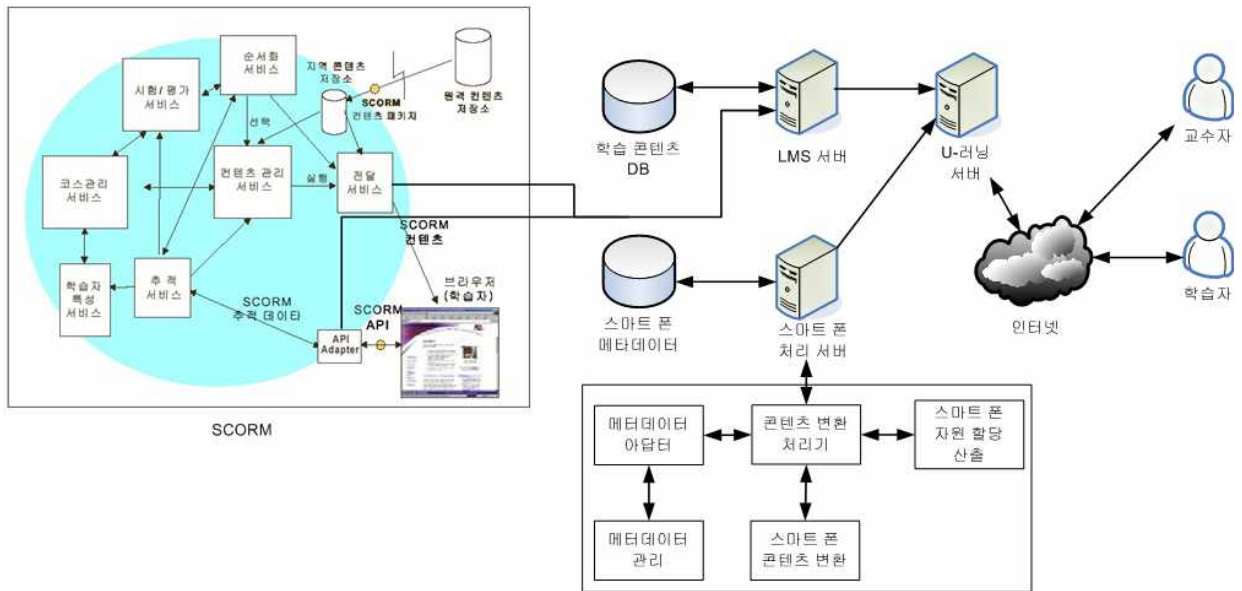 순서화
서비스
시험/평가
서비스
지역 콘텐츠
저장소
SCORM
컨텐츠 패키지
원격 컨텐츠
저장소
선택
코스관리
서비스
컨텐츠 관리
서비스
실행
전달
서비스
SCORM
컨텐츠
학습자
특성
서비스
추적
서비스
SCORM
추적 데이타
브라우저
(학습자)
SCORM
API
API
Adapter
SCORM
학습 콘텐츠
DB
LMS 서버
U-러닝
서버
교수자
스마트 폰
메타데이터
스마트 폰
처리 서버
인터넷
학습자
메터데이터
아답터
콘텐츠 변환
처리기
스마트 폰
자원 할당
산출
메터데이터
관리
스마트 폰
콘텐츠 변환